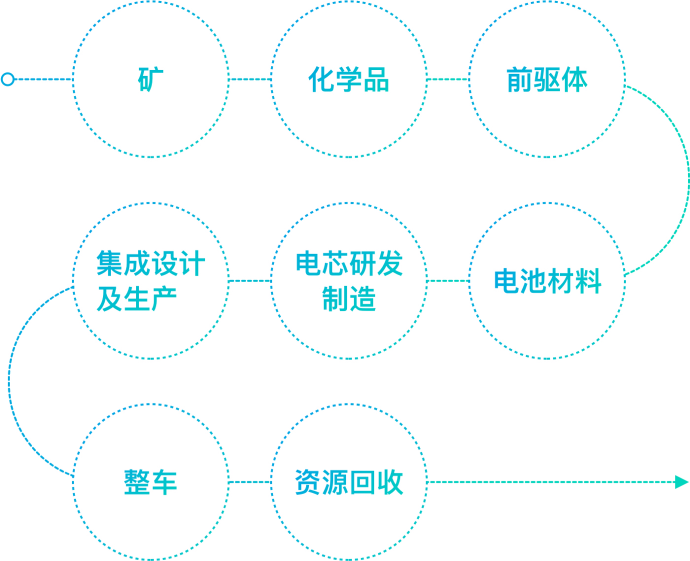 矿
化学品
前驱体
电池材料
电芯研发
制造
集成设计
及生产
整车
资源回收